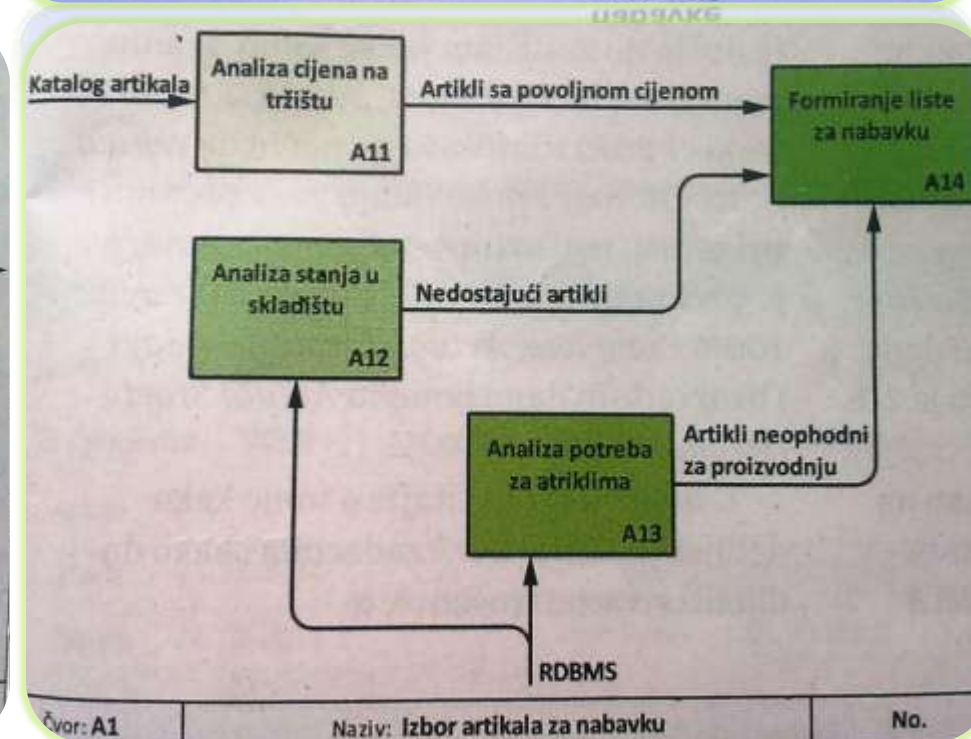 Katalog artikala
Analiza cijena na
tržištu
A11
Artikli sa povoljnom cijenom
Formiranje liste
za nabavku
A14
Analiza stanja u
skladištu
A12
Nedostajući artikli
Analiza potreba
za atriklima
A13
Artikli neophodni
za proizvodnju
RDBMS
Čvor: A1
Naziv: Izbor artikala za nabavku
No.